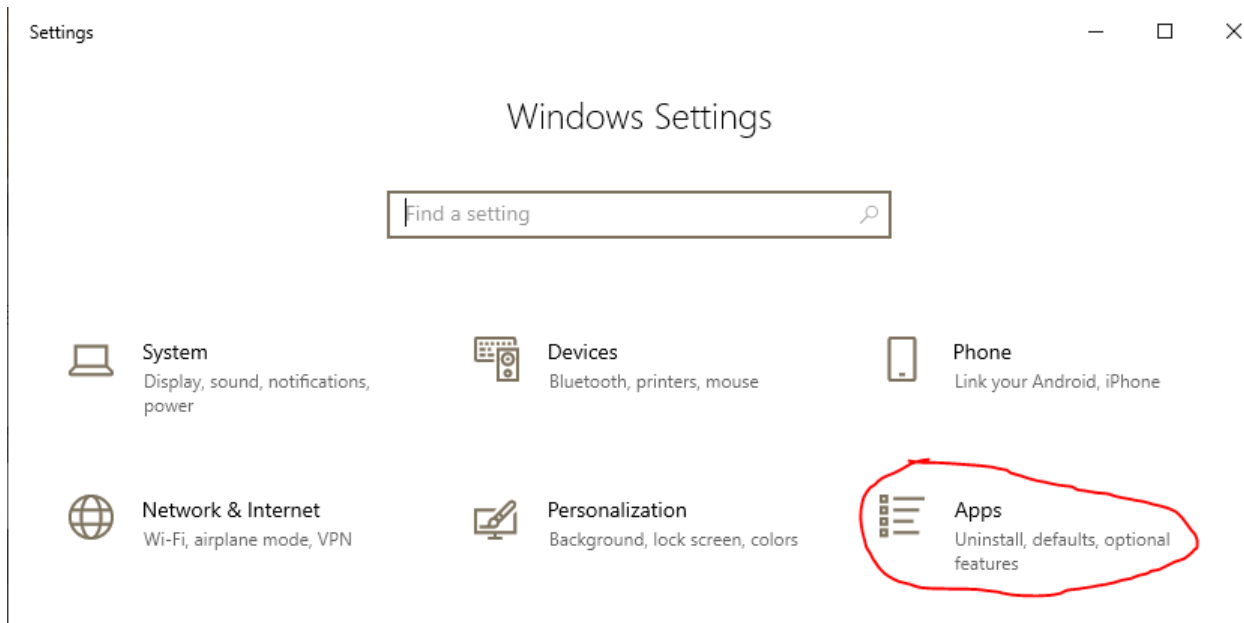 Settings
Windows Settings
Find a setting
System
Display, sound, notifications,
power
Devices
Bluetooth, printers, mouse
Phone
Link your Android, iPhone
Network & Internet
Wi-Fi, airplane mode, VPN
Personalization
Background, lock screen, colors
Apps
Uninstall, defaults, optional
features